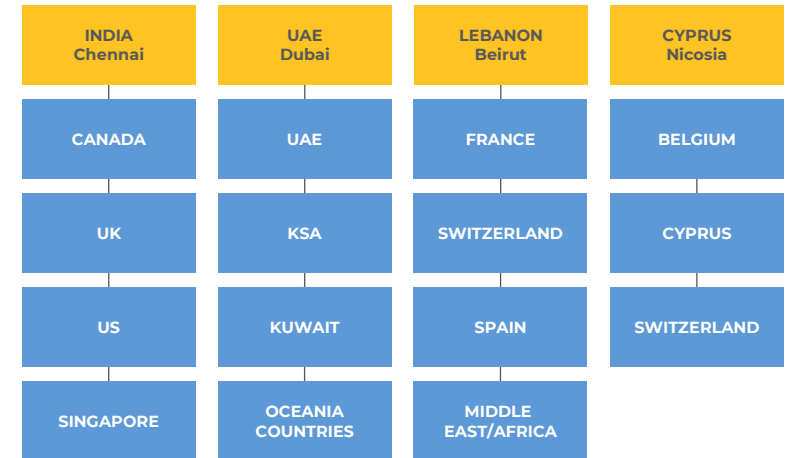 INDIA
Chennai
CANADA
UK
US
SINGAPORE
UAE
Dubai
UAE
KSA
KUWAIT
OCEANIA
COUNTRIES
LEBANON
Beirut
FRANCE
SWITZERLAND
SPAIN
MIDDLE
EAST/AFRICA
CYPRUS
Nicosia
BELGIUM
CYPRUS
SWITZERLAND